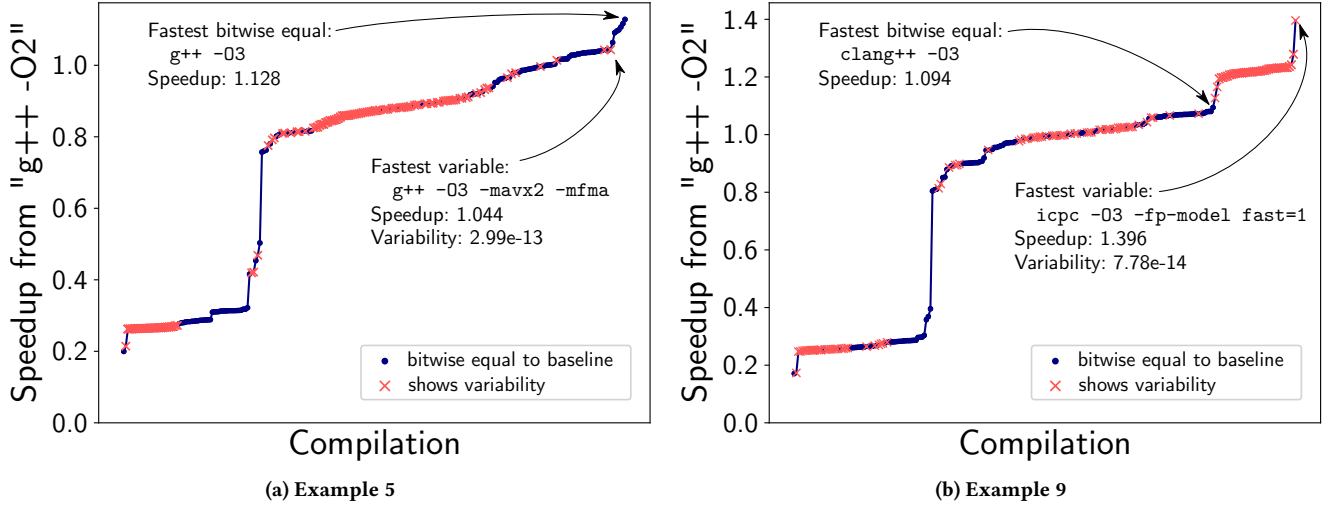 Speedup from "g++ -O2"
1.0
0.8
0.6
0.4
0.2
0.0
Fastest bitwise equal:
g++ -O3
Speedup: 1.128
Fastest variable:
g++ -O3 -mavx2 -mfma
Speedup: 1.044
Variability: 2.99e-13
bitwise equal to baseline
shows variability
Compilation
(a) Example 5
Speedup from "g++ -O2"
1.4
1.2
1.0
0.8
0.6
0.4
0.2
0.0
Fastest bitwise equal:
clang++ -O3
Speedup: 1.094
Fastest variable:
icpc -O3 -fp-model fast=1
Speedup: 1.396
Variability: 7.78e-14
bitwise equal to baseline
shows variability
Compilation
(b) Example 9